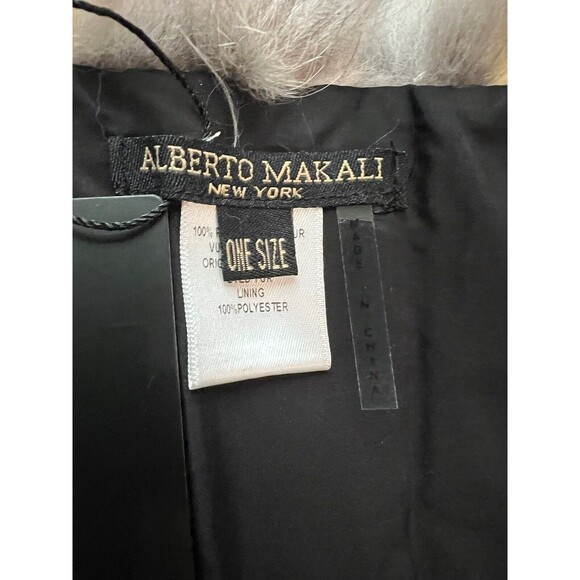 ALBERTO MAKALI
NEW YORK
100%
ONE SIZE
LINING
100%POLYESTER
MADE IN CHINA